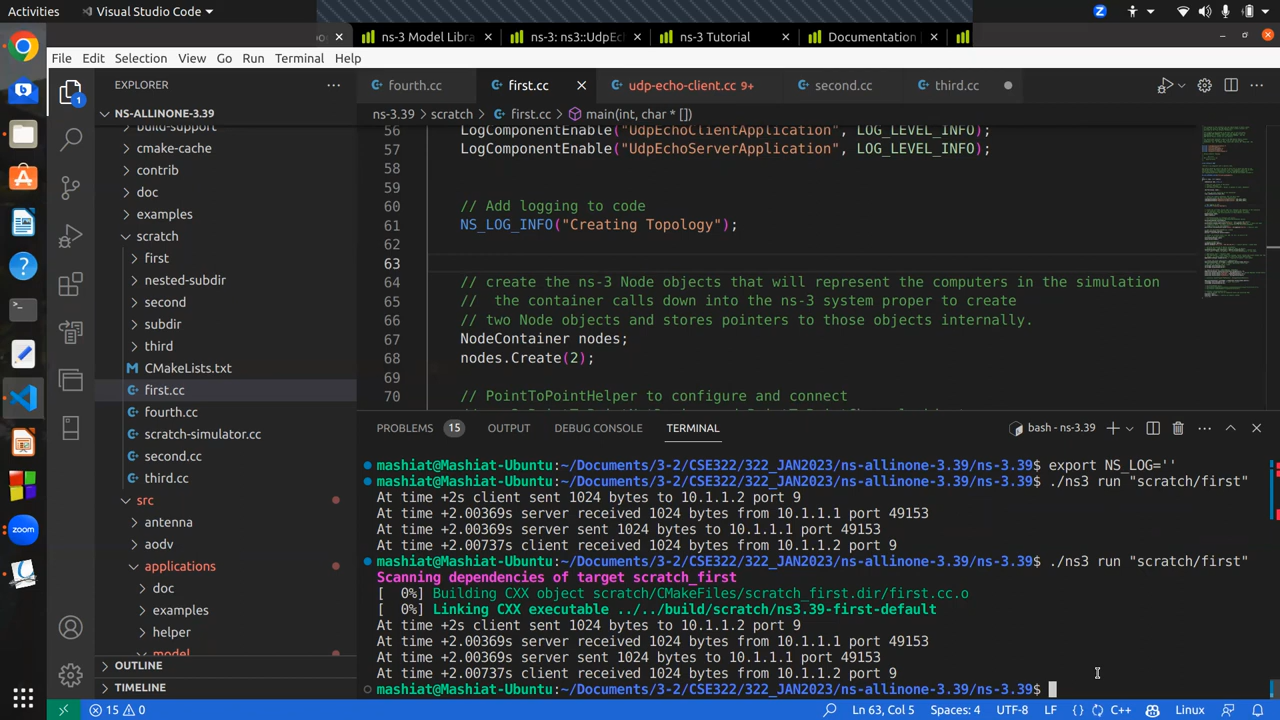 Activities
Visual Studio Code
ns-3 Model Libra
ns-3: ns3::UdpEc
ns-3 Tutorial
Documentation
File Edit Selection View Go Run Terminal Help
EXPLORER
fourth.cc
first.cc
udp-echo-client.cc 9+
second.cc
third.cc
NS-ALLINONE-3.39
ns-3.39 > scratch > first.cc > main(int, char * [])
build-support
cmake-cache
contrib
doc
examples
scratch
first
nested-subdir
second
subdir
third
CMakeLists.txt
first.cc
fourth.cc
scratch-simulator.cc
second.cc
third.cc
src
antenna
aodv
applications
doc
examples
helper
model
OUTLINE
TIMELINE
56 LogComponentEnable("UdpEchoClientApplication", LOG_LEVEL_INFO);
57 LogComponentEnable("UdpEchoServerApplication", LOG_LEVEL_INFO);
58
59
60 // Add logging to code
61 NS_LOG_INFO("Creating Topology");
62
63
64 // create the ns-3 Node objects that will represent the computers in the simulation
65 // the container calls down into the ns-3 system proper to create
66 // two Node objects and stores pointers to those objects internally.
67 NodeContainer nodes;
68 nodes.Create(2);
69
70 // PointToPointHelper to configure and connect
PROBLEMS 15 OUTPUT DEBUG CONSOLE TERMINAL
bash - ns-3.39
mashiat@Mashiat-Ubuntu:~/Documents/3-2/CSE322/322_JAN2023/ns-allinone-3.39/ns-3.39$ export NS_LOG=''
mashiat@Mashiat-Ubuntu:~/Documents/3-2/CSE322/322_JAN2023/ns-allinone-3.39/ns-3.39$ ./ns3 run "scratch/first"
At time +2s client sent 1024 bytes to 10.1.1.2 port 9
At time +2.00369s server received 1024 bytes from 10.1.1.1 port 49153
At time +2.00369s server sent 1024 bytes to 10.1.1.1 port 49153
At time +2.00737s client received 1024 bytes from 10.1.1.2 port 9
mashiat@Mashiat-Ubuntu:~/Documents/3-2/CSE322/322_JAN2023/ns-allinone-3.39/ns-3.39$ ./ns3 run "scratch/first"
Scanning dependencies of target scratch_first
[  0%] Building CXX object scratch/CMakeFiles/scratch_first.dir/first.cc.o
[  0%] Linking CXX executable ../../build/scratch/ns3.39-first-default
At time +2s client sent 1024 bytes to 10.1.1.2 port 9
At time +2.00369s server received 1024 bytes from 10.1.1.1 port 49153
At time +2.00369s server sent 1024 bytes to 10.1.1.1 port 49153
At time +2.00737s client received 1024 bytes from 10.1.1.2 port 9
mashiat@Mashiat-Ubuntu:~/Documents/3-2/CSE322/322_JAN2023/ns-allinone-3.39/ns-3.39$
15 0
Ln 63, Col 5 Spaces: 4 UTF-8 LF {} C++ Linux
zoom
1